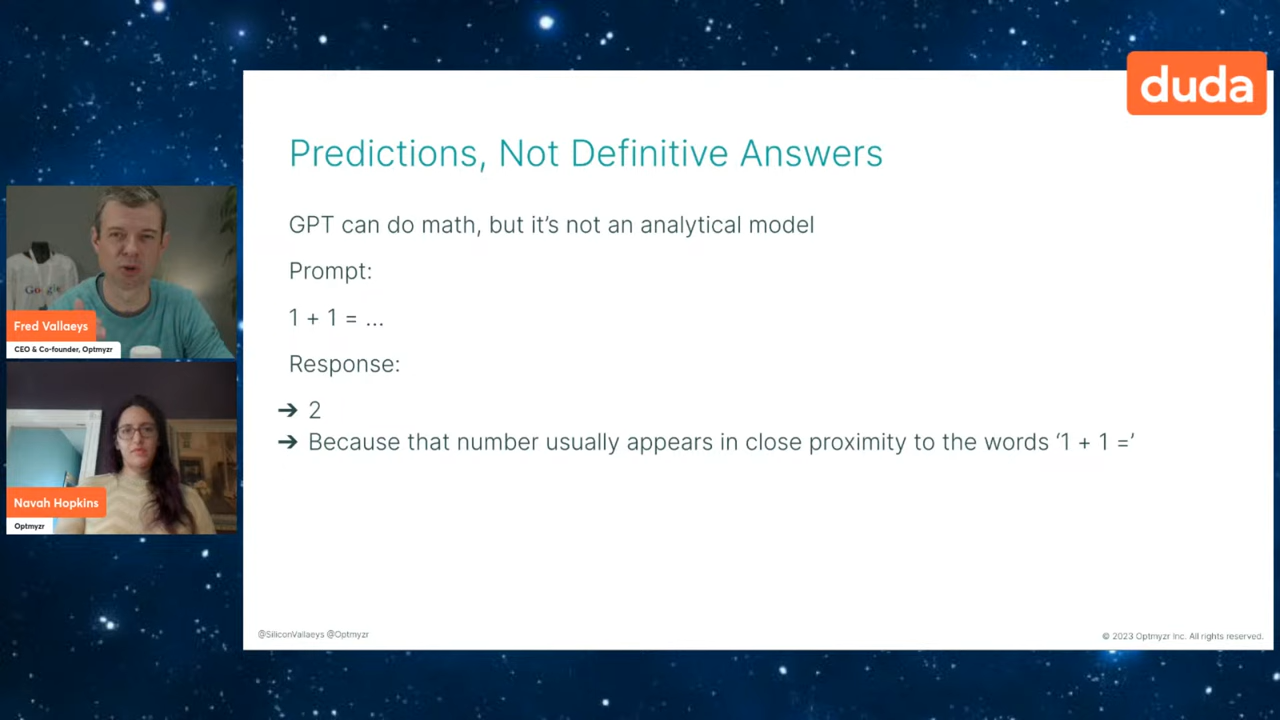 duda
Predictions, Not Definitive Answers
GPT can do math, but it’s not an analytical model
Prompt:
1 + 1 = ...
Response:
➔ 2
➔ Because that number usually appears in close proximity to the words ‘1 + 1 =’
Google
Fred Vallaeys
CEO & Co-founder, Optmyzr
Navah Hopkins
Optmyzr
@SiliconVallaeys @Optmyzr
© 2023 Optmyzr Inc. All rights reserved.